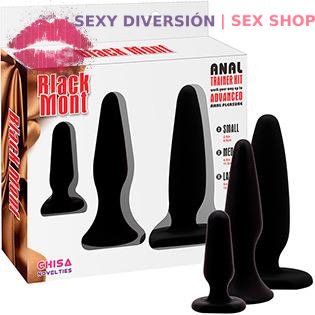 SEXY DIVERSIÓN | SEX SHOP
Black Mont
ANAL
TRAINER KIT
work your way up to
ADVANCED
ANAL PLEASURE
SMALL
Black Mont
CHISA
NOVELTIES